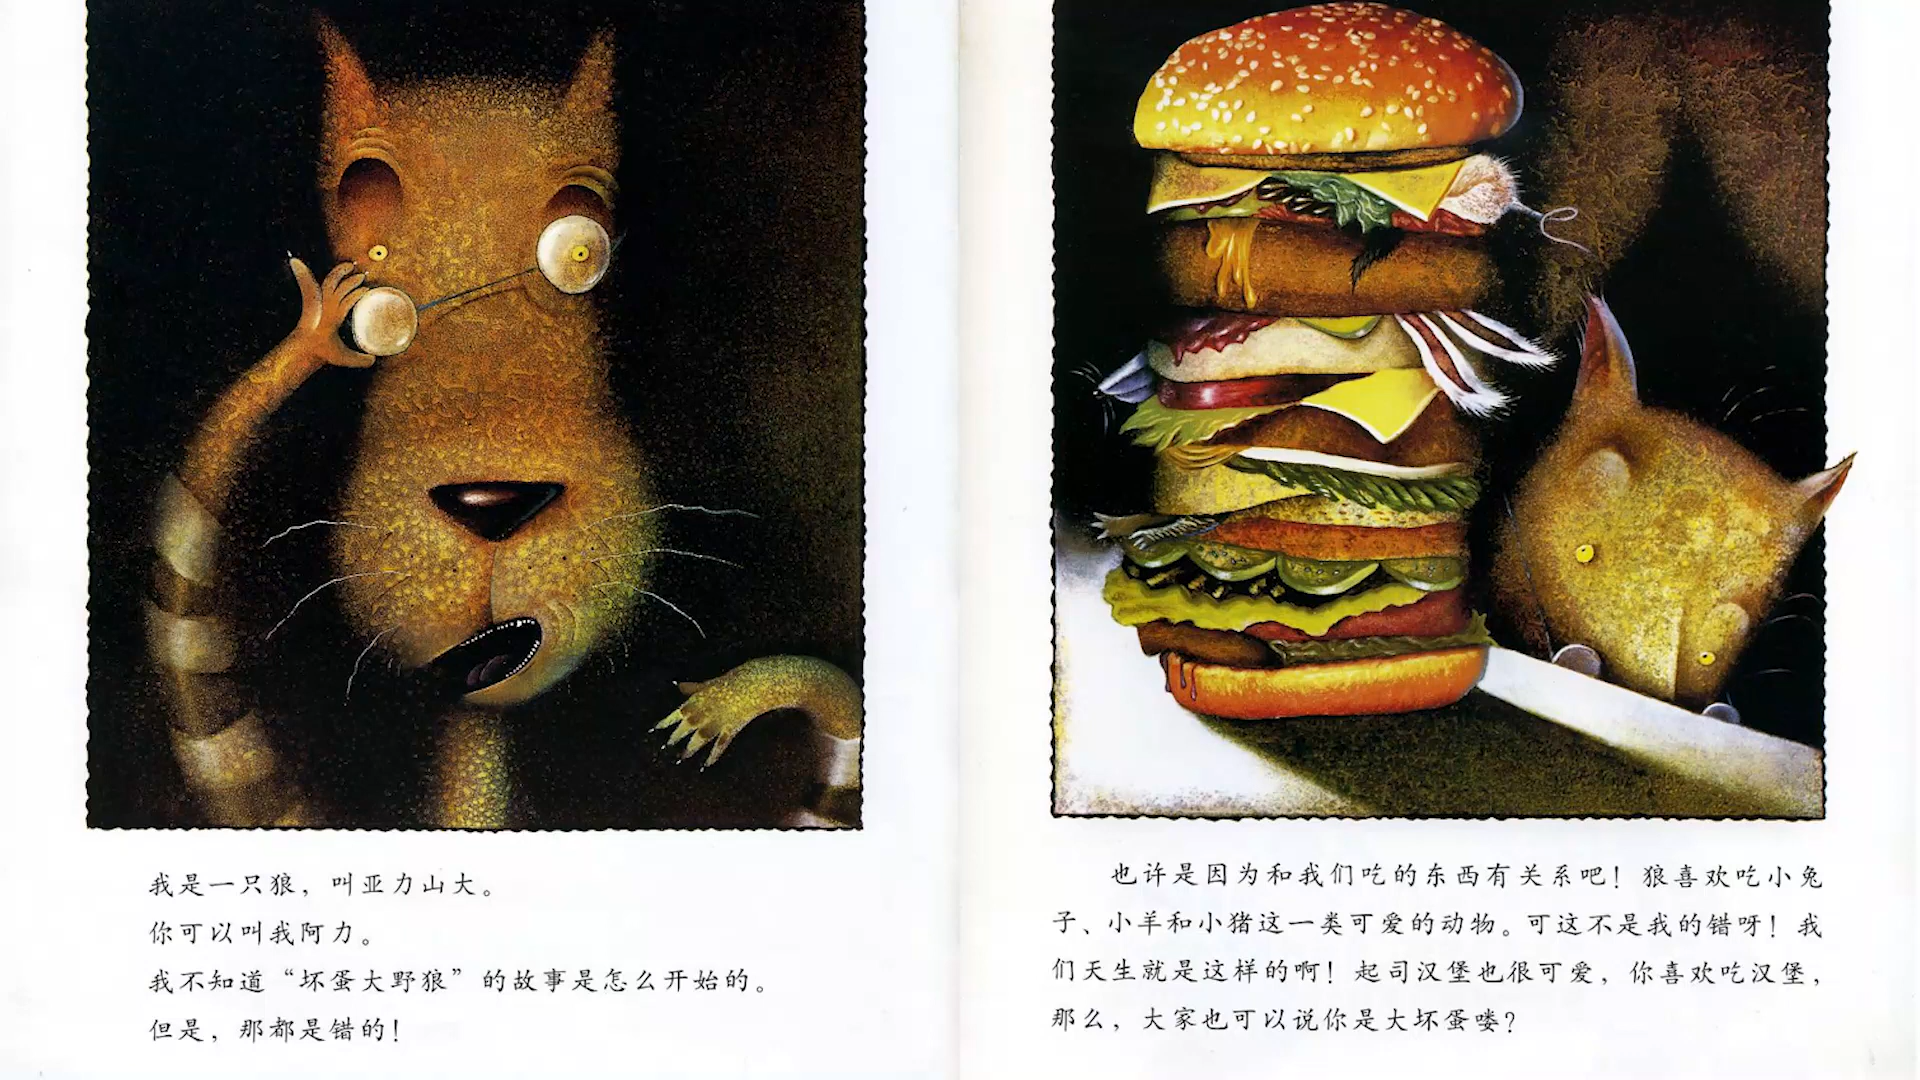 我是一只狼，叫亚力山大。
你可以叫我阿力。
我不知道“坏蛋大野狼”的故事是怎么开始的。
但是，那都是错的！
也许是因为和我们吃的东西有关系吧！狼喜欢吃小兔
子、小羊和小猪这一类可爱的动物。可这不是我的错呀！我
们天生就是这样的啊！起司汉堡也很可爱，你喜欢吃汉堡，
那么，大家也可以说你是大坏蛋喽？